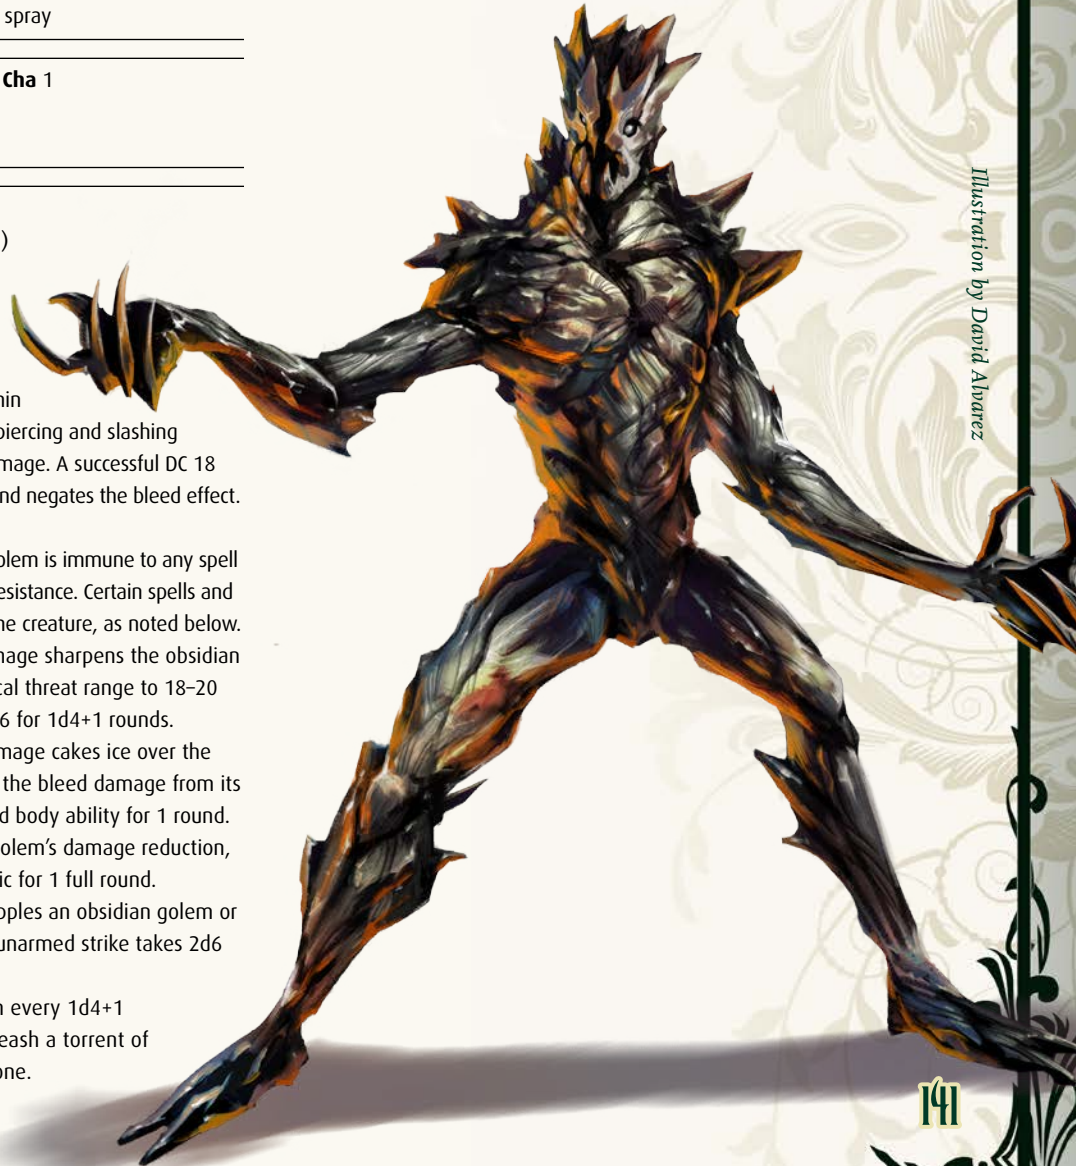 spray
Cha 1
)
hin
piercing and slashing
mage. A successful DC 18
nd negates the bleed effect.
olem is immune to any spell
esistance. Certain spells and
he creature, as noted below.
mage sharpens the obsidian
cal threat range to 18–20
6 for 1d4+1 rounds.
mage cakes ice over the
the bleed damage from its
d body ability for 1 round.
olem’s damage reduction,
ic for 1 full round.
pples an obsidian golem or
unarmed strike takes 2d6
n every 1d4+1
eash a torrent of
one.
Illustration by David Alvarez
141